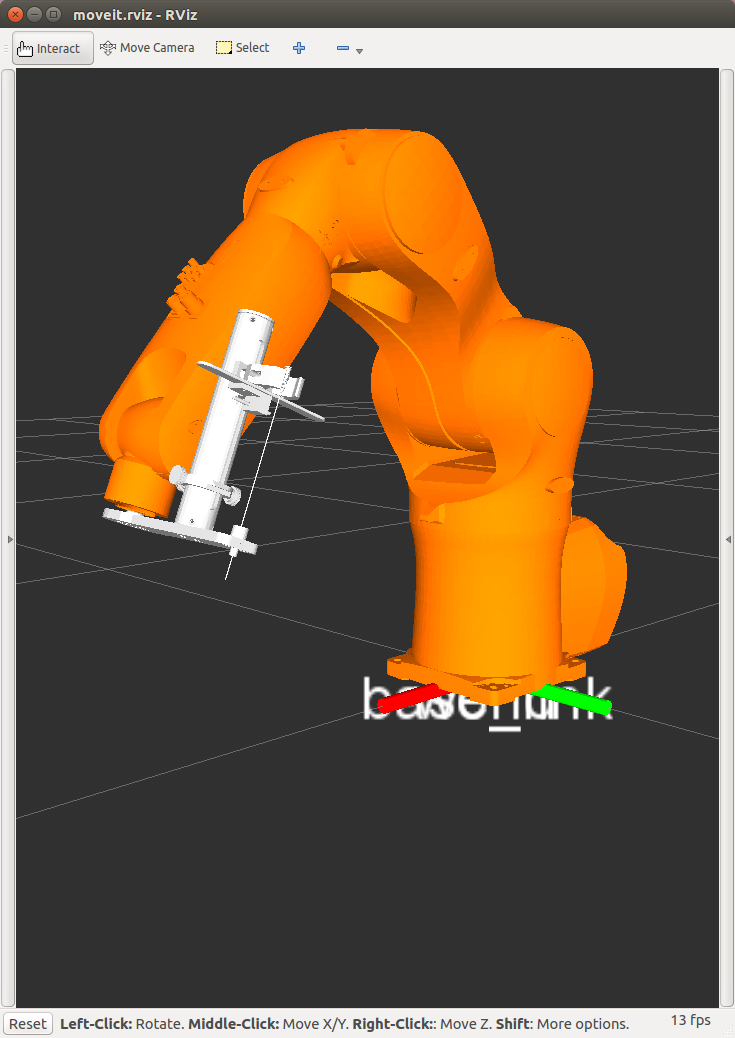 moveit.rviz - RViz
Interact Move Camera Select
Reset Left-Click: Rotate. Middle-Click: Move X/Y. Right-Click:: Move Z. Shift: More options. 13 fps